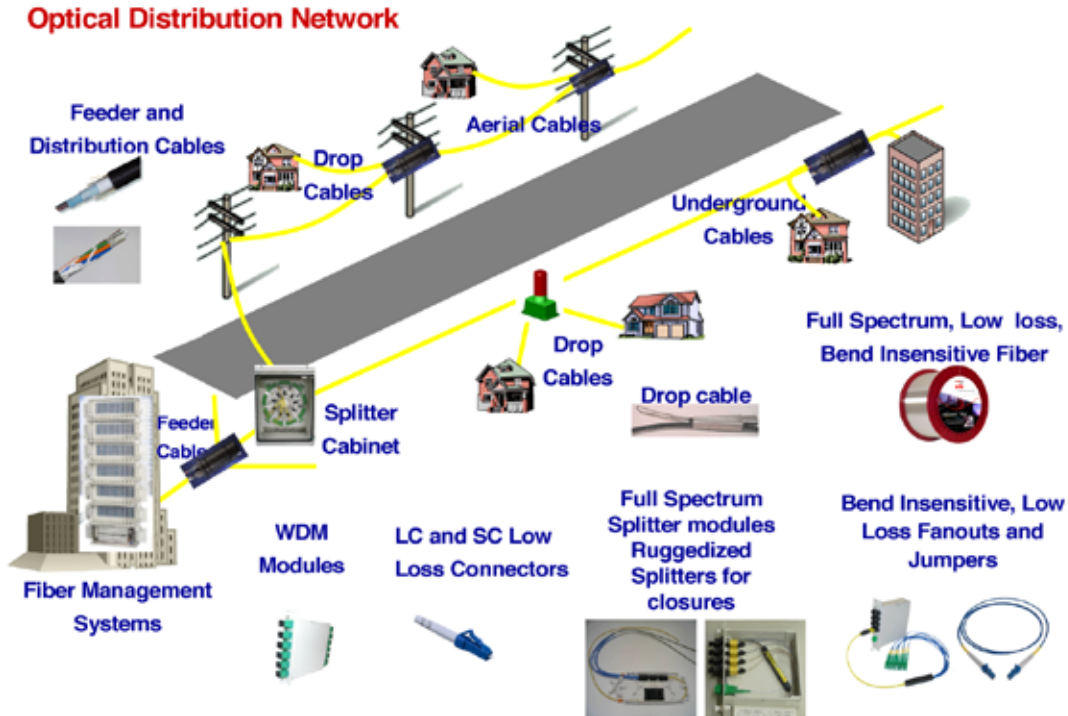 Optical Distribution Network
Feeder and
Distribution Cables
Aerial Cables
Drop
Cables
Underground
Cables
Full Spectrum, Low loss,
Bend Insensitive Fiber
Drop
Cables
Drop cable
Feeder
Cable
Splitter
Cabinet
Fiber Management
Systems
WDM
Modules
LC and SC Low
Loss Connectors
Full Spectrum
Splitter modules
Ruggedized
Splitters for
closures
Bend Insensitive, Low
Loss Fanouts and
Jumpers